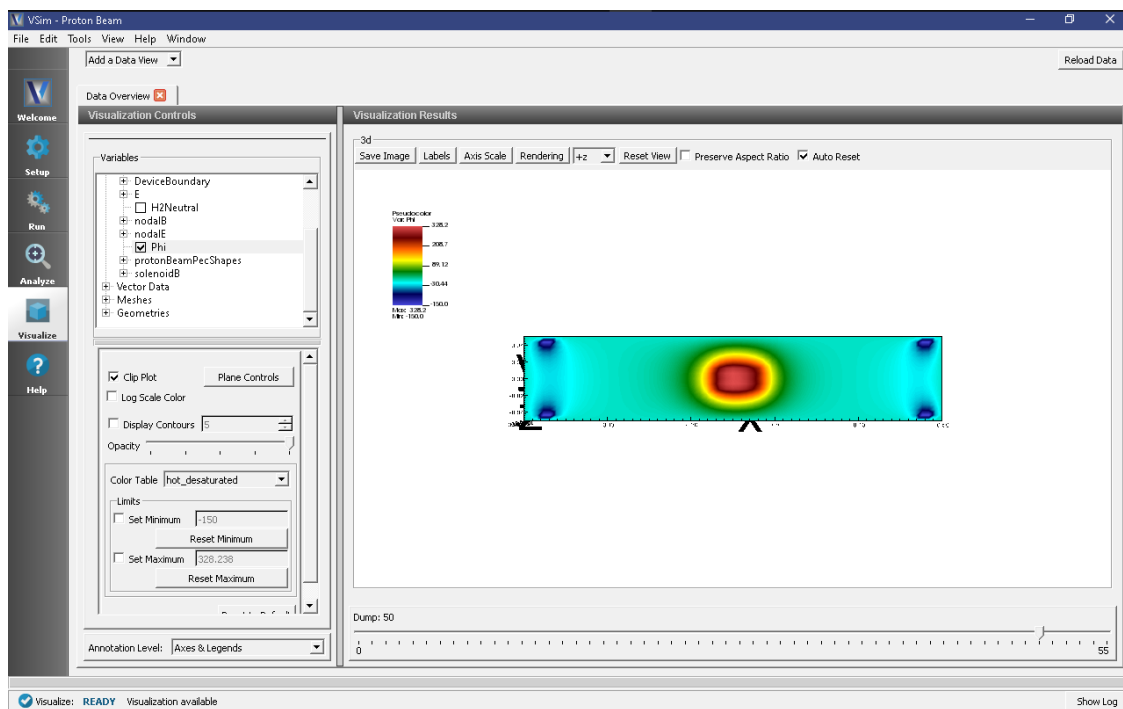 VSim - Proton Beam
File Edit Tools View Help Window
Add a Data View
Reload Data
Data Overview
Welcome
Setup
Run
Analyze
Visualize
Help
Visualization Controls
Variables
DeviceBoundary
E
H2Neutral
nodalB
nodalE
Phi
protonBeamPecShapes
solenoidB
Vector Data
Meshes
Geometries
Clip Plot
Plane Controls
Log Scale Color
Display Contours 5
Opacity
Color Table hot_desaturated
Limits
Set Minimum -150
Reset Minimum
Set Maximum 328.238
Reset Maximum
Annotation Level: Axes & Legends
Visualization Results
3d
Save Image Labels Axis Scale Rendering +z Reset View Preserve Aspect Ratio Auto Reset
Pseudocolor
Var: Phi
328.2
208.7
89.12
-30.44
-150.0
Max: 328.2
Min: -150.0
Dump: 50
0
55
Visualize: READY Visualization available
Show Log